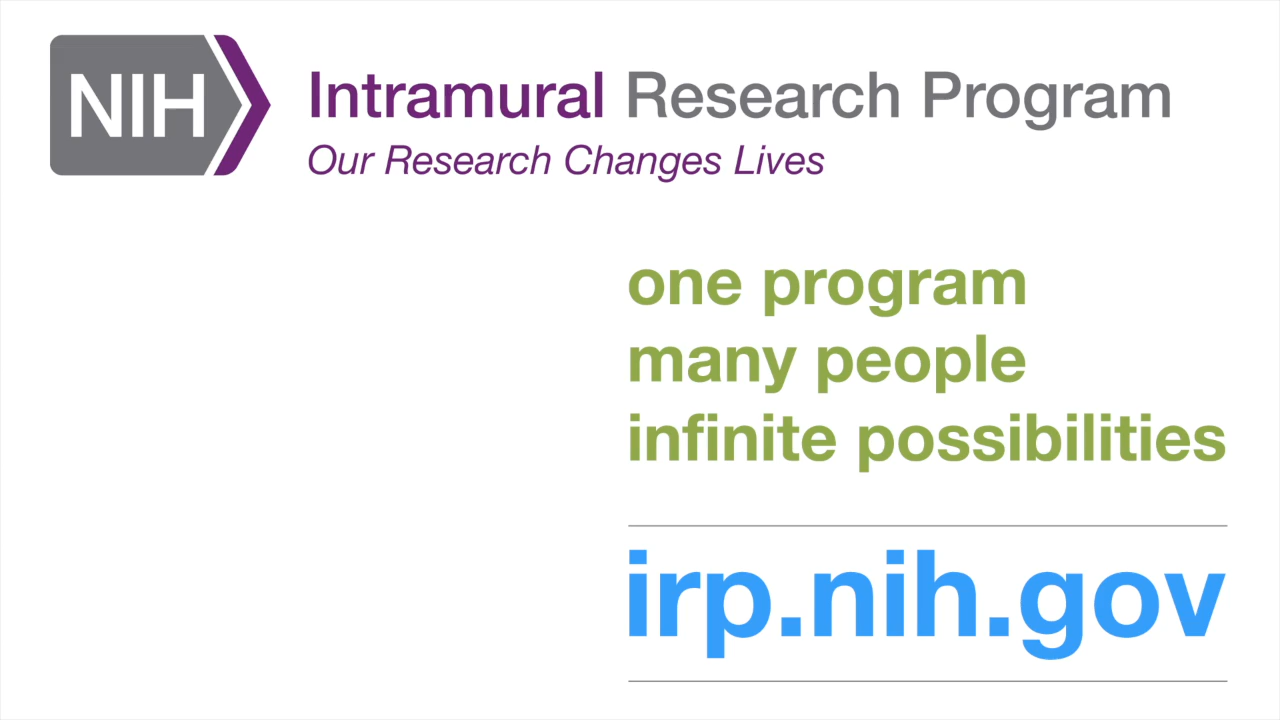 NIH
Intramural Research Program
Our Research Changes Lives
one program
many people
infinite possibilities
irp.nih.gov